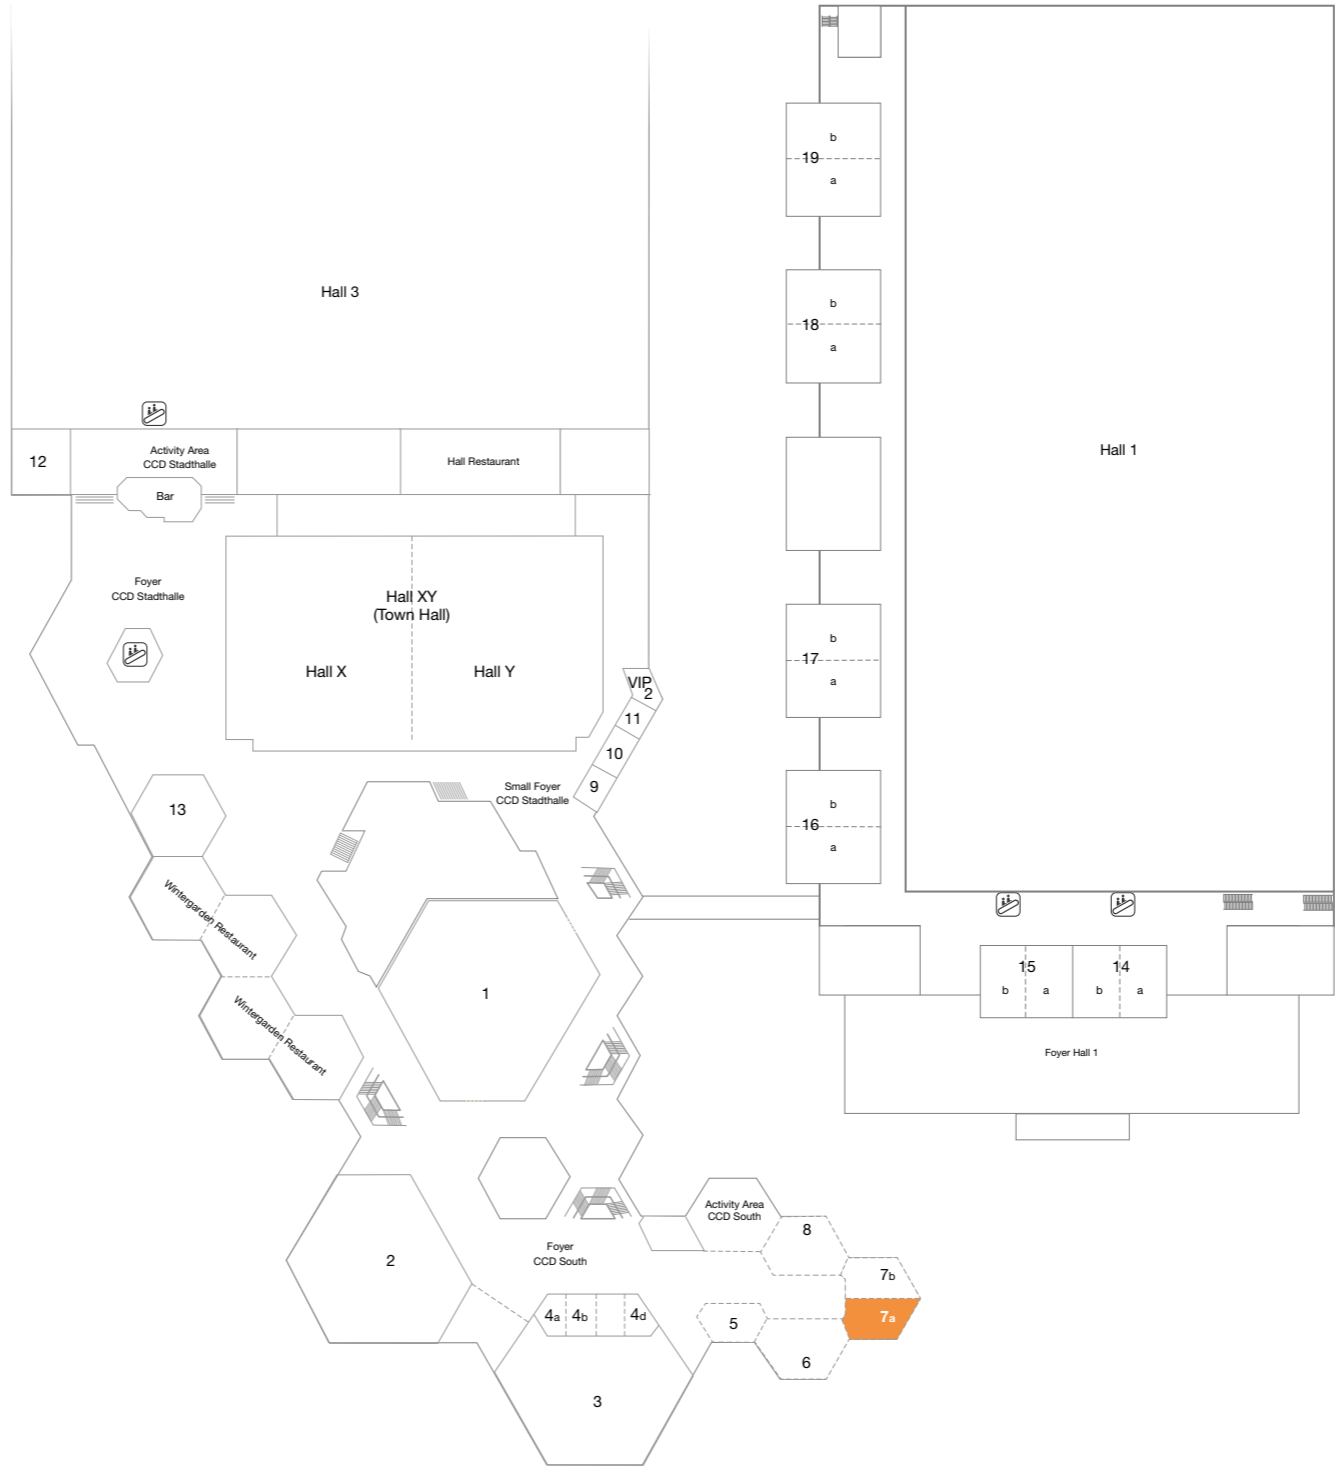 b
19
a
Hall 3
b
18
a
Hall 1
12
Activity Area
CCD Stadthalle
Hall Restaurant
Bar
Foyer
CCD Stadthalle
Hall XY
(Town Hall)
Hall X
Hall Y
b
17
a
VIP
2
11
10
9
Small Foyer
CCD Stadthalle
13
b
16
a
Wintergarden Restaurant
Wintergarden Restaurant
1
15
14
b
a
b
a
Foyer Hall 1
Activity Area
CCD South
8
Foyer
CCD South
2
7b
7a
4a
4b
4d
5
6
3